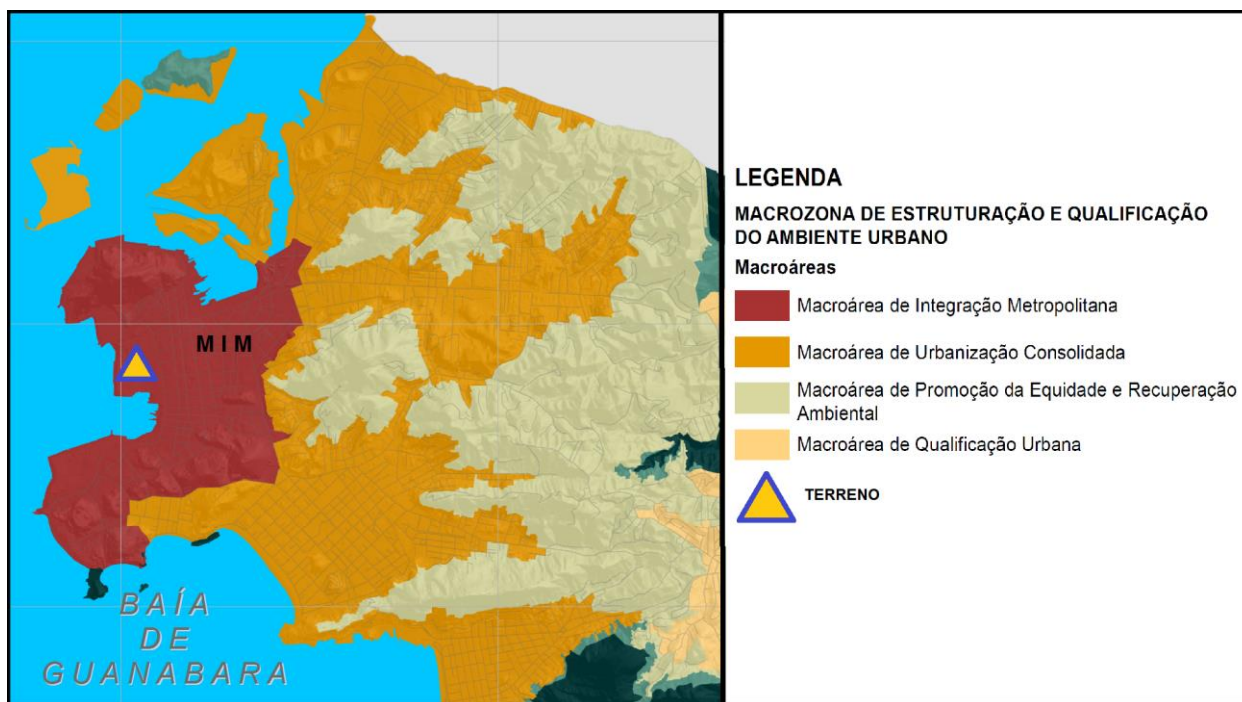 M I M
BAÍA
DE
GUANABARA
LEGENDA
MACROZONA DE ESTRUTURAÇÃO E QUALIFICAÇÃO
DO AMBIENTE URBANO
Macroáreas
Macroárea de Integração Metropolitana
Macroárea de Urbanização Consolidada
Macroárea de Promoção da Equidade e Recuperação
Ambiental
Macroárea de Qualificação Urbana
TERRENO